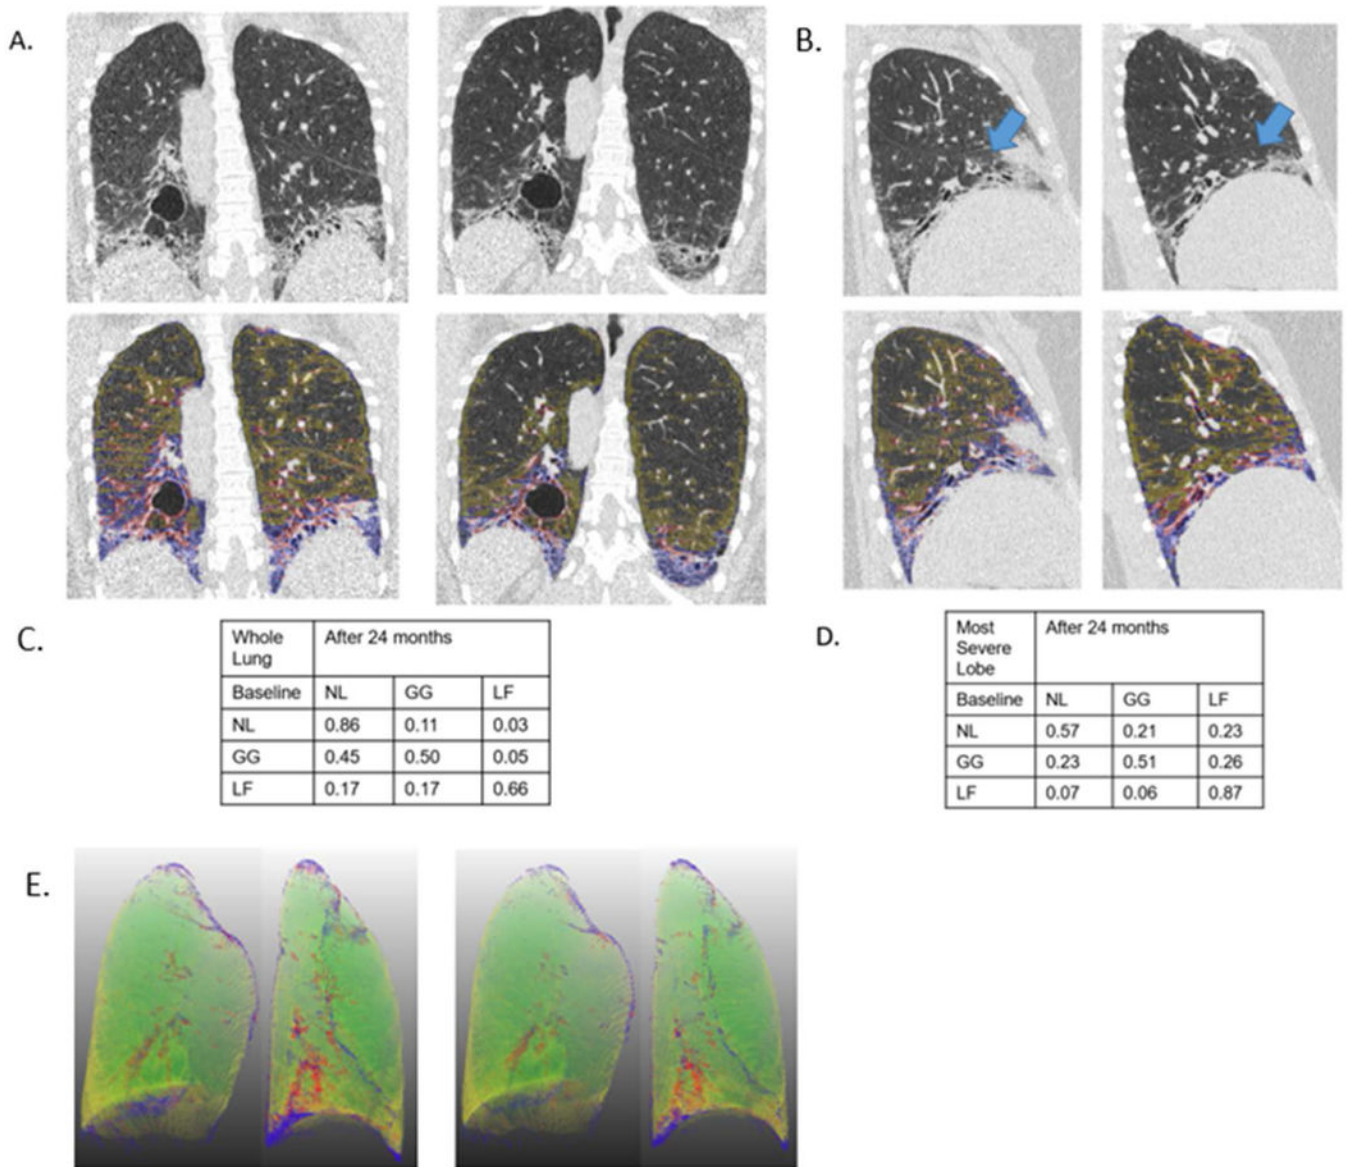 A.
B.
C.
Whole Lung After 24 months
Baseline NL GG LF
NL 0.86 0.11 0.03
GG 0.45 0.50 0.05
LF 0.17 0.17 0.66
D.
Most Severe Lobe After 24 months
Baseline NL GG LF
NL 0.57 0.21 0.23
GG 0.23 0.51 0.26
LF 0.07 0.06 0.87
E.